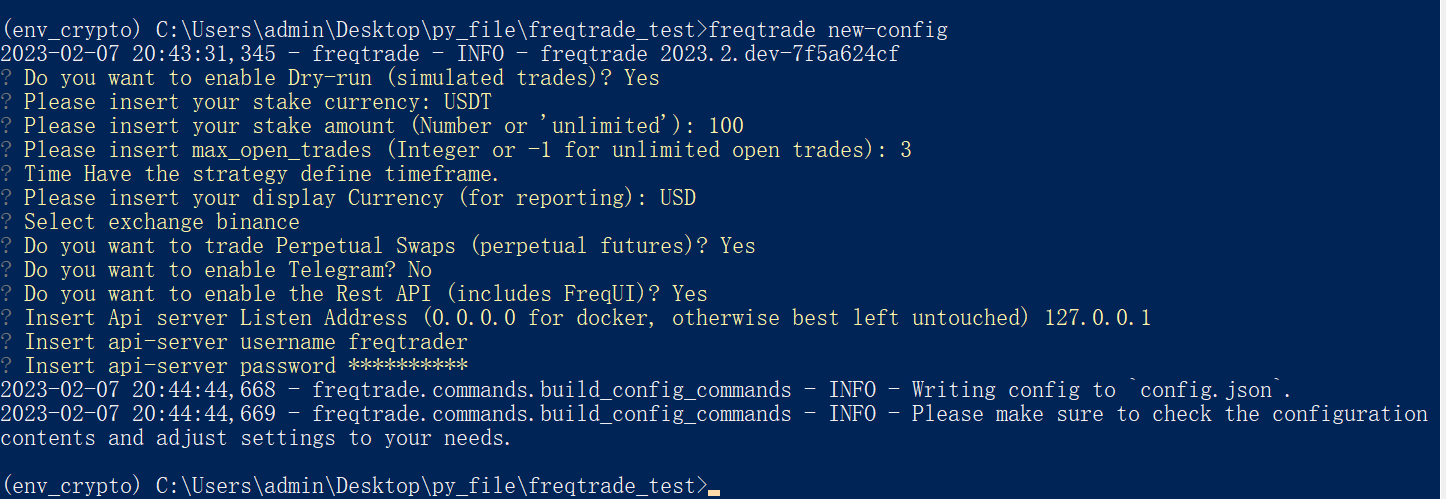 (env_crypto) C:\Users\admin\Desktop\py_file\freqtrade_test>freqtrade new-config
2023-02-07 20:43:31,345 - freqtrade - INFO - freqtrade 2023.2.dev-7f5a624cf
? Do you want to enable Dry-run (simulated trades)? Yes
? Please insert your stake currency: USDT
? Please insert your stake amount (Number or 'unlimited'): 100
? Please insert max_open_trades (Integer or -1 for unlimited open trades): 3
? Time Have the strategy define timeframe.
? Please insert your display Currency (for reporting): USD
? Select exchange binance
? Do you want to trade Perpetual Swaps (perpetual futures)? Yes
? Do you want to enable Telegram? No
? Do you want to enable the Rest API (includes FreqUI)? Yes
? Insert Api server Listen Address (0.0.0.0 for docker, otherwise best left untouched) 127.0.0.1
? Insert api-server username freqtrader
? Insert api-server password **********
2023-02-07 20:44:44,668 - freqtrade.commands.build_config_commands - INFO - Writing config to `config.json`.
2023-02-07 20:44:44,669 - freqtrade.commands.build_config_commands - INFO - Please make sure to check the configuration
contents and adjust settings to your needs.
(env_crypto) C:\Users\admin\Desktop\py_file\freqtrade_test>